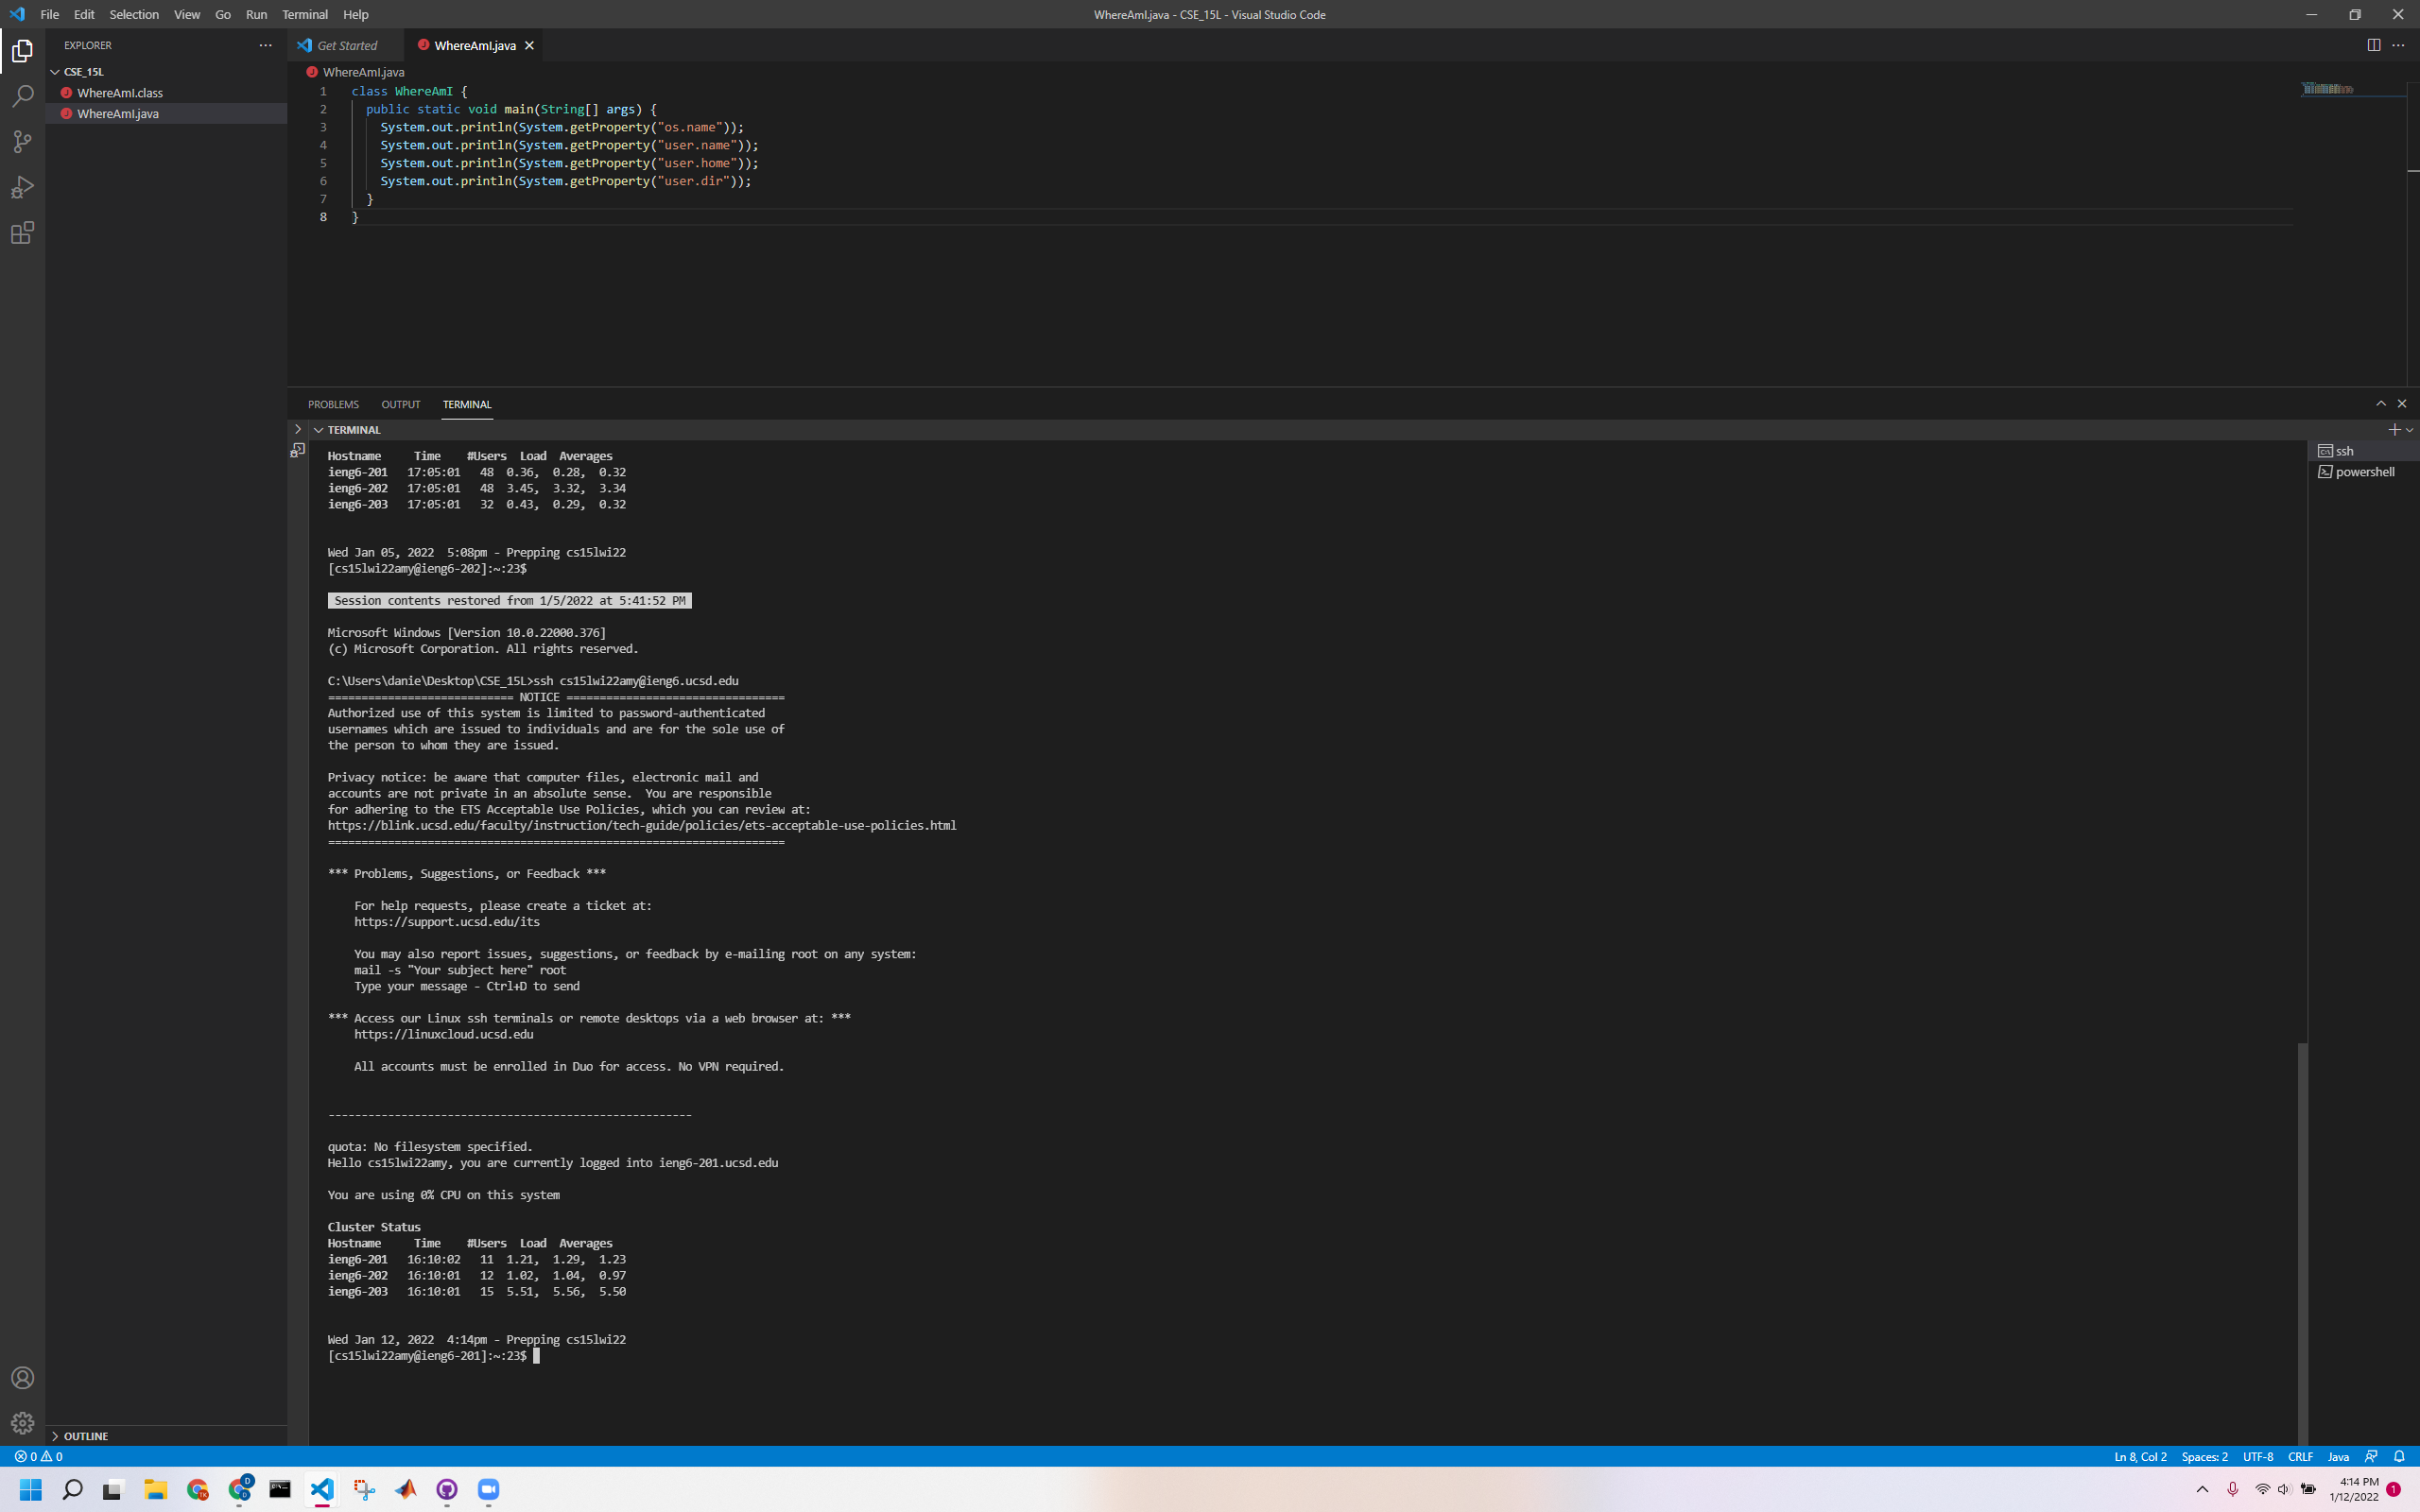 File Edit Selection View Go Run Terminal Help
WhereAmI.java - CSE_15L - Visual Studio Code
EXPLORER
CSE_15L
WhereAmI.class
WhereAmI.java
Get Started
WhereAmI.java
WhereAmI.java
1 class WhereAmI {
2 public static void main(String[] args) {
3 System.out.println(System.getProperty("os.name"));
4 System.out.println(System.getProperty("user.name"));
5 System.out.println(System.getProperty("user.home"));
6 System.out.println(System.getProperty("user.dir"));
7 }
8 }
PROBLEMS OUTPUT TERMINAL
TERMINAL
ssh
powershell
Hostname Time #Users Load Averages
ieng6-201 17:05:01 48 0.36, 0.28, 0.32
ieng6-202 17:05:01 48 3.45, 3.32, 3.34
ieng6-203 17:05:01 32 0.43, 0.29, 0.32
Wed Jan 05, 2022 5:08pm - Prepping cs15lwi22
[cs15lwi22amy@ieng6-202]:~:23$
Session contents restored from 1/5/2022 at 5:41:52 PM
Microsoft Windows [Version 10.0.22000.376]
(c) Microsoft Corporation. All rights reserved.
C:\Users\danie\Desktop\CSE_15L>ssh cs15lwi22amy@ieng6.ucsd.edu
============================ NOTICE =================================
Authorized use of this system is limited to password-authenticated
usernames which are issued to individuals and are for the sole use of
the person to whom they are issued.
Privacy notice: be aware that computer files, electronic mail and
accounts are not private in an absolute sense.  You are responsible
for adhering to the ETS Acceptable Use Policies, which you can review at:
https://blink.ucsd.edu/faculty/instruction/tech-guide/policies/ets-acceptable-use-policies.html
=====================================================================
*** Problems, Suggestions, or Feedback ***
For help requests, please create a ticket at:
https://support.ucsd.edu/its
You may also report issues, suggestions, or feedback by e-mailing root on any system:
mail -s "Your subject here" root
Type your message - Ctrl+D to send
*** Access our Linux ssh terminals or remote desktops via a web browser at: ***
https://linuxcloud.ucsd.edu
All accounts must be enrolled in Duo for access. No VPN required.
-------------------------------------------------------
quota: No filesystem specified.
Hello cs15lwi22amy, you are currently logged into ieng6-201.ucsd.edu
You are using 0% CPU on this system
Cluster Status
Hostname Time #Users Load Averages
ieng6-201 16:10:02 11 1.21, 1.29, 1.23
ieng6-202 16:10:01 12 1.02, 1.04, 0.97
ieng6-203 16:10:01 15 5.51, 5.56, 5.50
Wed Jan 12, 2022 4:14pm - Prepping cs15lwi22
[cs15lwi22amy@ieng6-201]:~:23$
OUTLINE
0 0
Ln 8, Col 2 Spaces: 2 UTF-8 CRLF Java
4:14 PM
1/12/2022
1